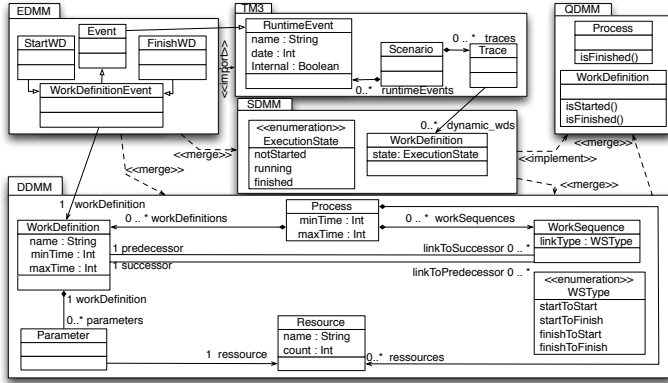 EDMM
TM3
QDMM
Event
StartWD
FinishWD
WorkDefinitionEvent
RuntimeEvent
name : String
date : Int
Internal : Boolean
Scenario
0.. * traces
Trace
0..* runtimeEvents
<<import>>
Process
isFinished()
WorkDefinition
isStarted()
isFinished()
SDMM
<<enumeration>>
ExecutionState
notStarted
running
finished
0..* dynamic_wds
WorkDefinition
state: ExecutionState
<<merge>>
<<merge>>
<<implement>>
<<merge>>
<<merge>>
DDMM
1 workDefinition
WorkDefinition
name : String
minTime : Int
maxTime : Int
0 .. * workDefinitions
Process
minTime : Int
maxTime : Int
0 .. * workSequences
WorkSequence
linkType : WSType
1 predecessor
linkToSuccessor 0 .. *
1 successor
linkToPredecessor 0 .. *
1 workDefinition
0..* parameters
Parameter
1 ressource
Resource
name : String
count : Int
0..* ressources
<<enumeration>>
WSType
startToStart
startToFinish
finishToStart
finishToFinish